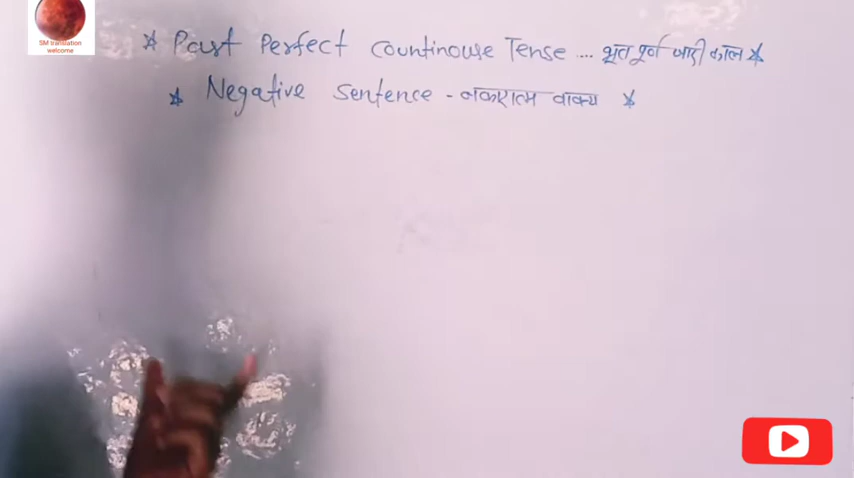 SM translation
welcome
* Past Perfect Countinouse Tense ... भूत पूर्ण जारी काल *
* Negative Sentence - नकरात्म वाक्य *